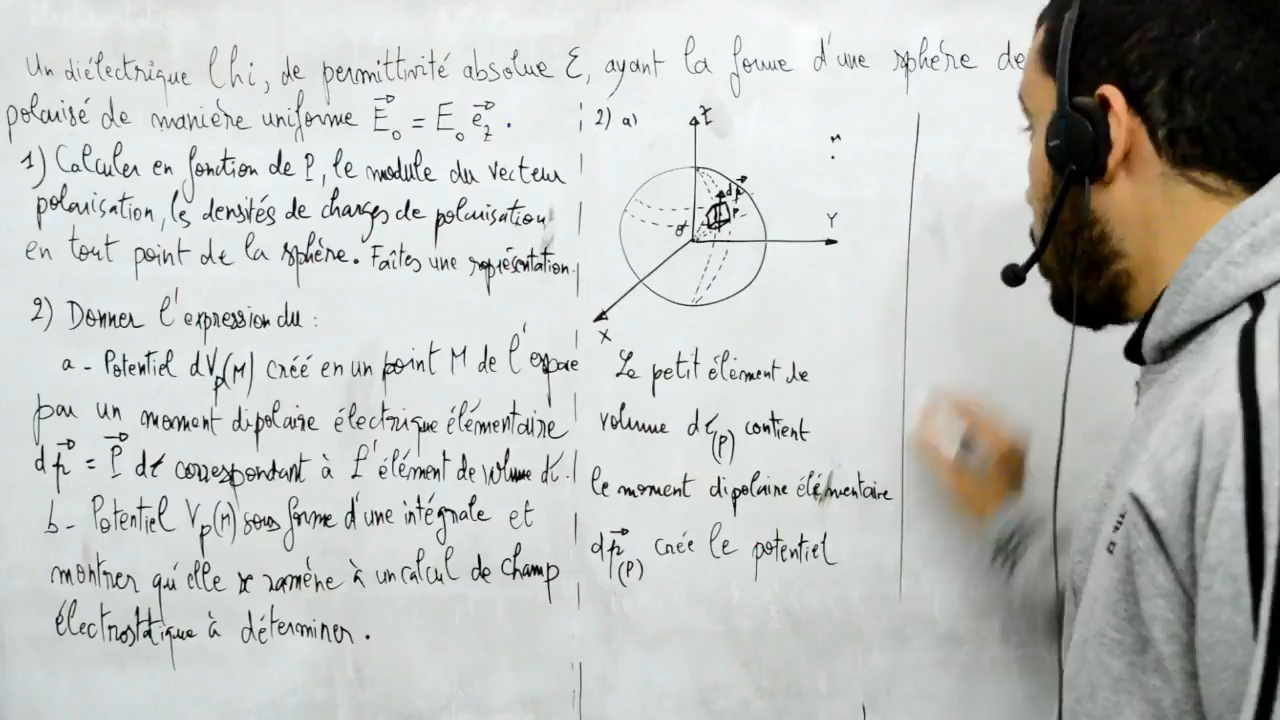 Un diélectrique lhi, de permittivité absolue ε, ayant la forme d'une sphère de
polarisé de manière uniforme E⃗₀ = E₀ e⃗z.
1) Calculer en fonction de P, le module du vecteur
polarisation, les densités de charges de polarisation
en tout point de la sphère. Faîtes une représentation.
2) Donner l'expression du :
a - Potentiel dVp(M) créé en un point M de l'espace
par un moment dipolaire électrique élémentaire
dp⃗ = P⃗ dτ correspondant à l'élément de volume dτ.
b - Potentiel Vp(M) sous forme d'une intégrale et
montrer qu'elle se ramène à un calcul de champ
électrostatique à déterminer.
2) a)
Z
M
dp⃗
P
θ
Y
X
Le petit élément de
volume dτ(P) contient
le moment dipolaire élémentaire
dp⃗(P) crée le potentiel